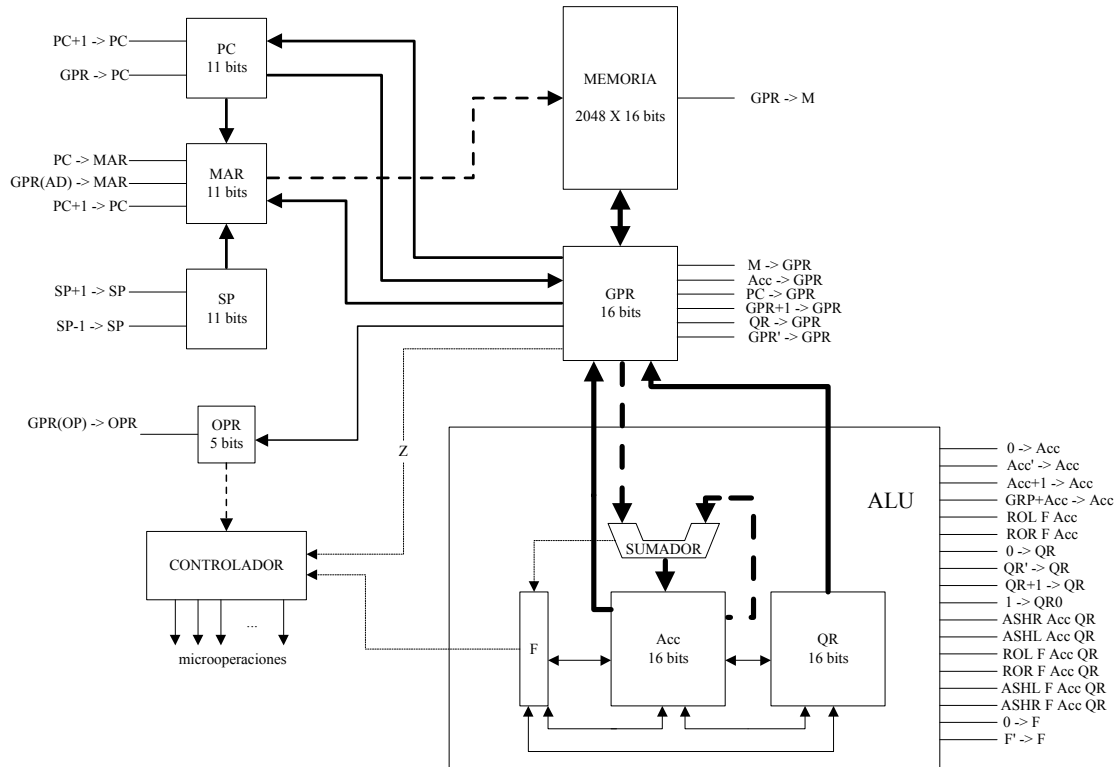 PC+1 -> PC
GPR -> PC
PC
11 bits
MEMORIA
2048 X 16 bits
GPR -> M
PC -> MAR
GPR(AD) -> MAR
PC+1 -> PC
MAR
11 bits
SP+1 -> SP
SP-1 -> SP
SP
11 bits
GPR
16 bits
M -> GPR
Acc -> GPR
PC -> GPR
GPR+1 -> GPR
QR -> GPR
GPR' -> GPR
GPR(OP) -> OPR
OPR
5 bits
Z
CONTROLADOR
...
microoperaciones
ALU
SUMADOR
F
Acc
16 bits
QR
16 bits
0 -> Acc
Acc' -> Acc
Acc+1 -> Acc
GRP+Acc -> Acc
ROL F Acc
ROR F Acc
0 -> QR
QR' -> QR
QR+1 -> QR
1 -> QR0
ASHR Acc QR
ASHL Acc QR
ROL F Acc QR
ROR F Acc QR
ASHL F Acc QR
ASHR F Acc QR
0 -> F
F' -> F